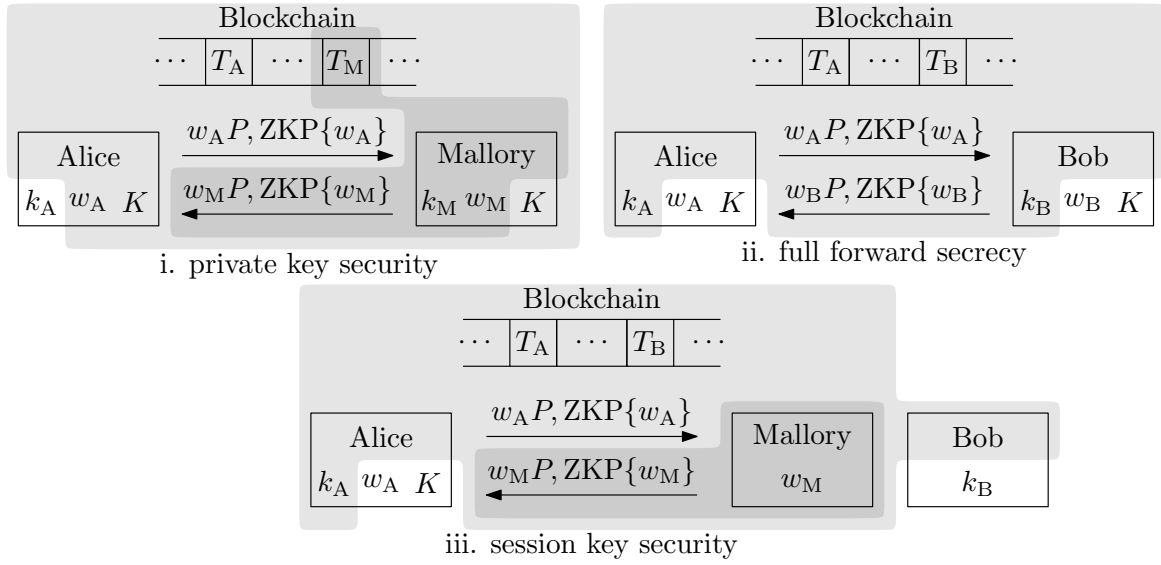 Blockchain
⋯ T_A ⋯ T_M ⋯
w_A P, ZKP{w_A}
Alice
Mallory
w_M P, ZKP{w_M}
k_A w_A K
k_M w_M K
i. private key security
Blockchain
⋯ T_A ⋯ T_B ⋯
w_A P, ZKP{w_A}
Alice
Bob
w_B P, ZKP{w_B}
k_A w_A K
k_B w_B K
ii. full forward secrecy
Blockchain
⋯ T_A ⋯ T_B ⋯
w_A P, ZKP{w_A}
Alice
Mallory
Bob
w_M P, ZKP{w_M}
k_A w_A K
w_M
k_B
iii. session key security